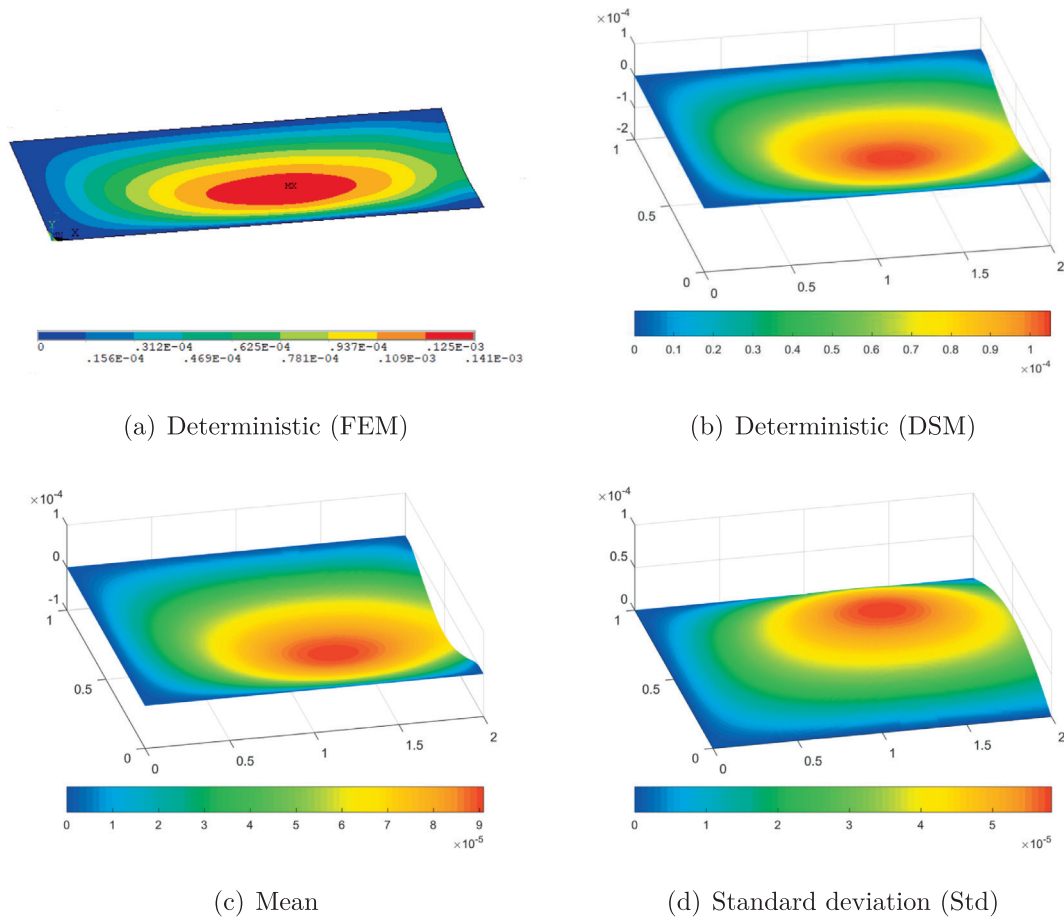 MX
Y
X
0 .312E-04 .625E-04 .937E-04 .125E-03
.156E-04 .469E-04 .781E-04 .109E-03 .141E-03
(a) Deterministic (FEM)
×10-4
1
0
-1
-2
1
0.5
0
0 0.5 1 1.5 2
0 0.1 0.2 0.3 0.4 0.5 0.6 0.7 0.8 0.9 1
×10-4
(b) Deterministic (DSM)
×10-4
1
0
-1
1
0.5
0
0 0.5 1 1.5 2
0 1 2 3 4 5 6 7 8 9
×10-5
(c) Mean
×10-4
1
0.5
0
1
0.5
0
0 0.5 1 1.5 2
0 1 2 3 4 5
×10-5
(d) Standard deviation (Std)